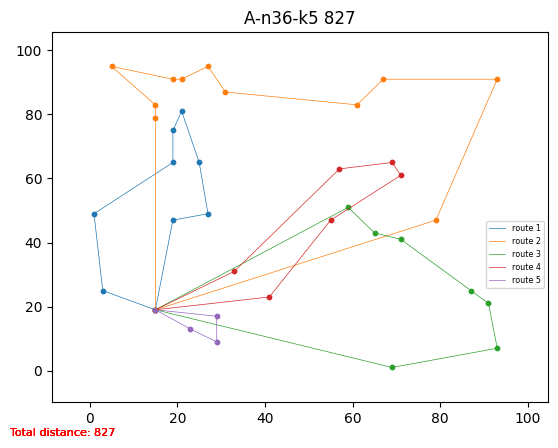 A-n36-k5 827
100
80
60
40
20
0
0 20 40 60 80 100
route 1
route 2
route 3
route 4
route 5
Total distance: 827